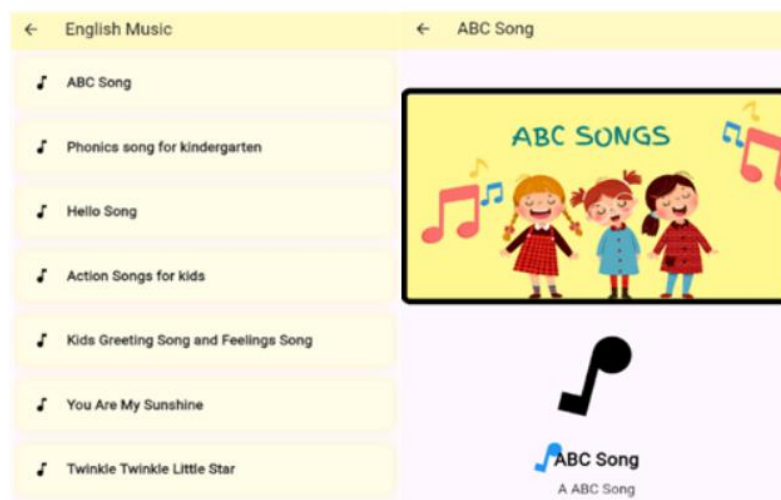 English Music
ABC Song
Phonics song for kindergarten
Hello Song
Action Songs for kids
Kids Greeting Song and Feelings Song
You Are My Sunshine
Twinkle Twinkle Little Star
ABC Song
ABC SONGS
ABC Song
A ABC Song